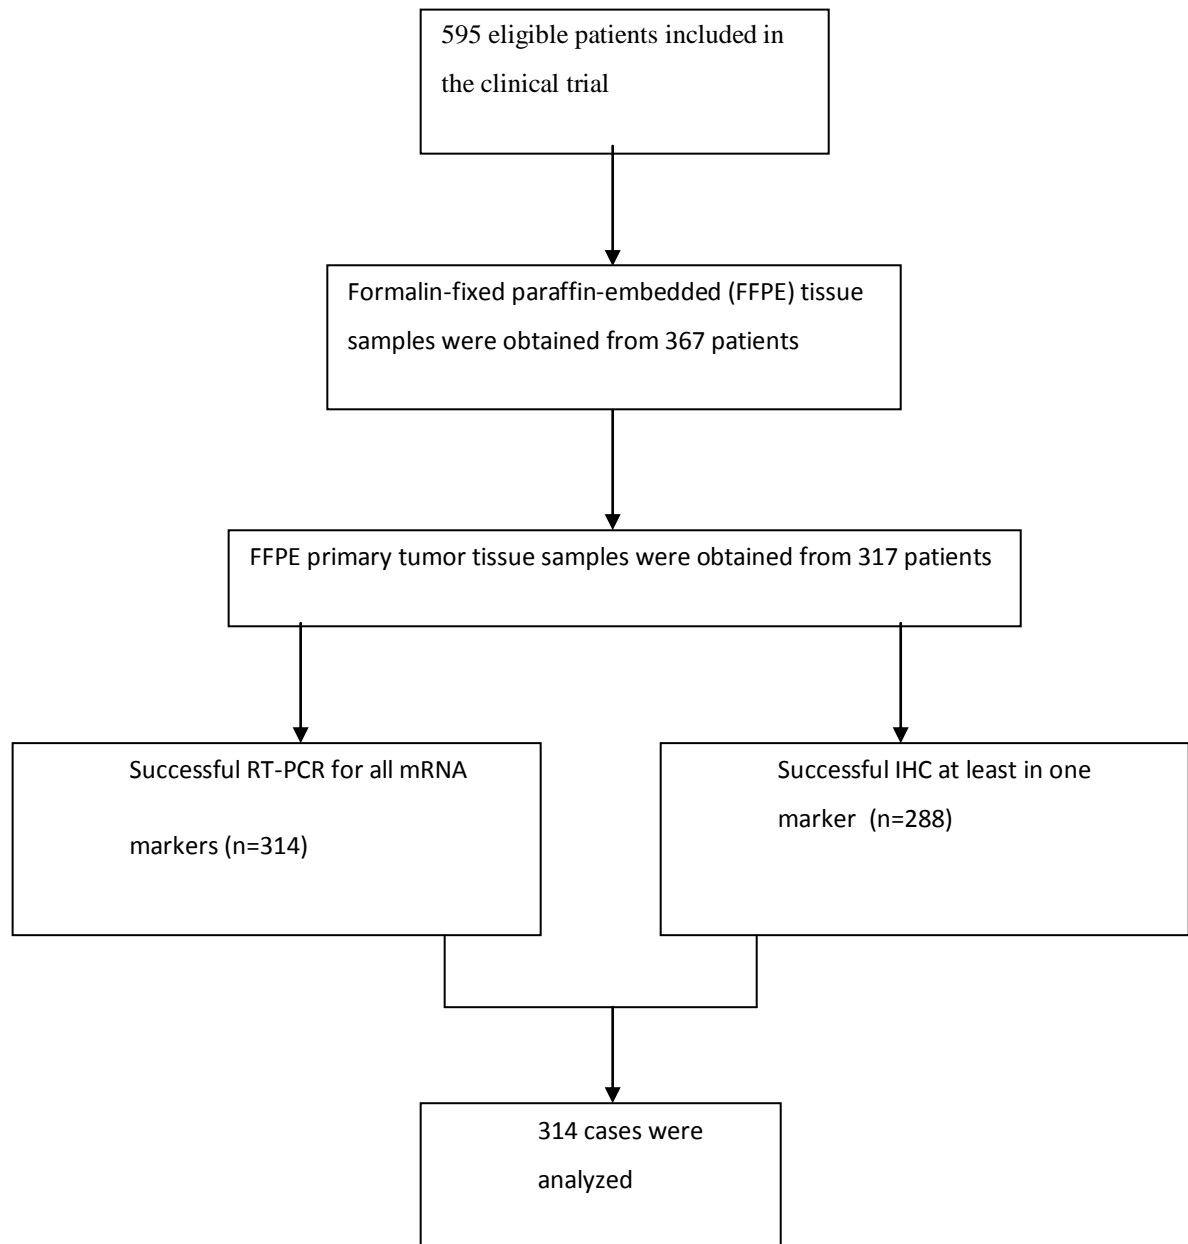 595 eligible patients included in
the clinical trial
Formalin-fixed paraffin-embedded (FFPE) tissue
samples were obtained from 367 patients
FFPE primary tumor tissue samples were obtained from 317 patients
Successful RT-PCR for all mRNA
markers (n=314)
Successful IHC at least in one
marker (n=288)
314 cases were
analyzed